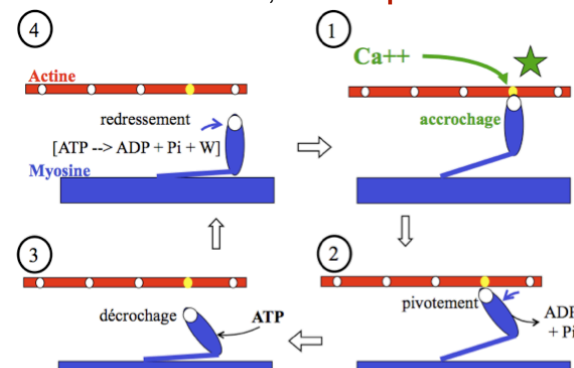 4
Actine
redressement
[ATP --> ADP + Pi + W]
Myosine
1
Ca++
accrochage
3
décrochage
ATP
2
pivotement
ADP
+ Pi